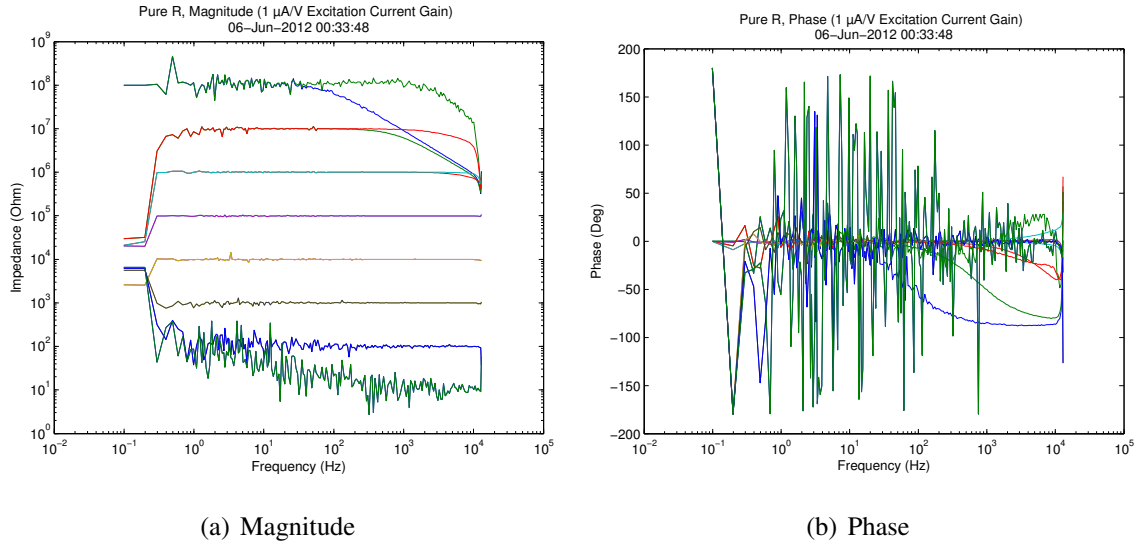 Pure R, Magnitude (1 µA/V Excitation Current Gain)
06−Jun−2012 00:33:48
10^9
10^8
10^7
10^6
10^5
10^4
10^3
10^2
10^1
10^0
Impedance (Ohm)
10^−2 10^−1 10^0 10^1 10^2 10^3 10^4 10^5
Frequency (Hz)
(a) Magnitude
Pure R, Phase (1 µA/V Excitation Current Gain)
06−Jun−2012 00:33:48
200
150
100
50
0
−50
−100
−150
−200
Phase (Deg)
10^−2 10^−1 10^0 10^1 10^2 10^3 10^4 10^5
Frequency (Hz)
(b) Phase